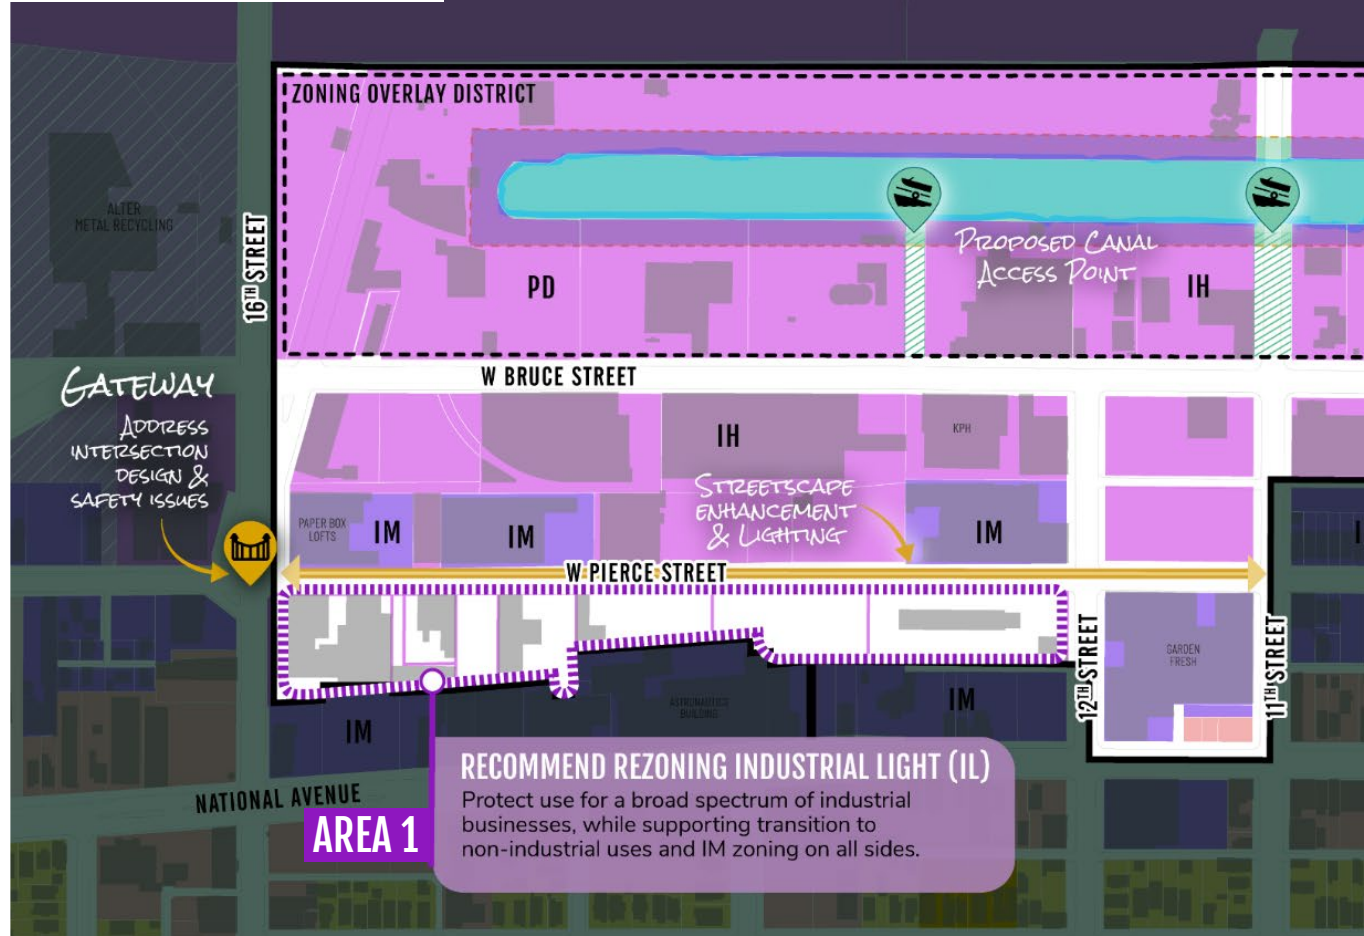 ZONING OVERLAY DISTRICT
ALTER
METAL RECYCLING
16TH STREET
PROPOSED CANAL
ACCESS POINT
PD
IH
W BRUCE STREET
GATEWAY
ADDRESS
INTERSECTION
DESIGN &
SAFETY ISSUES
IH
KPH
STREETSCAPE
ENHANCEMENT
& LIGHTING
PAPER BOX
LOFTS
IM
IM
IM
W PIERCE STREET
12TH STREET
GARDEN
FRESH
11TH STREET
ASTRONAUTICS
BUILDING
IM
IM
NATIONAL AVENUE
AREA 1
RECOMMEND REZONING INDUSTRIAL LIGHT (IL)
Protect use for a broad spectrum of industrial
businesses, while supporting transition to
non-industrial uses and IM zoning on all sides.